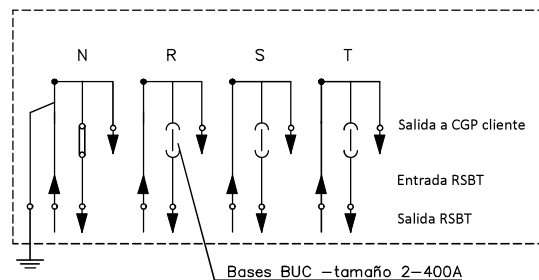 N R S T
Salida a CGP cliente
Entrada RSBT
Salida RSBT
Bases BUC -tamaño 2-400A